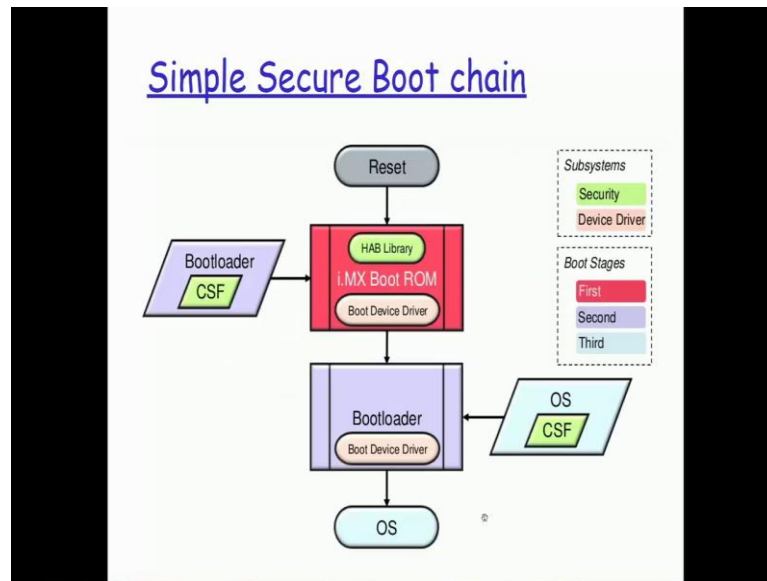 Simple Secure Boot chain
Reset
HAB Library
i.MX Boot ROM
Boot Device Driver
Bootloader
CSF
Bootloader
Boot Device Driver
OS
CSF
OS
Subsystems
Security
Device Driver
Boot Stages
First
Second
Third